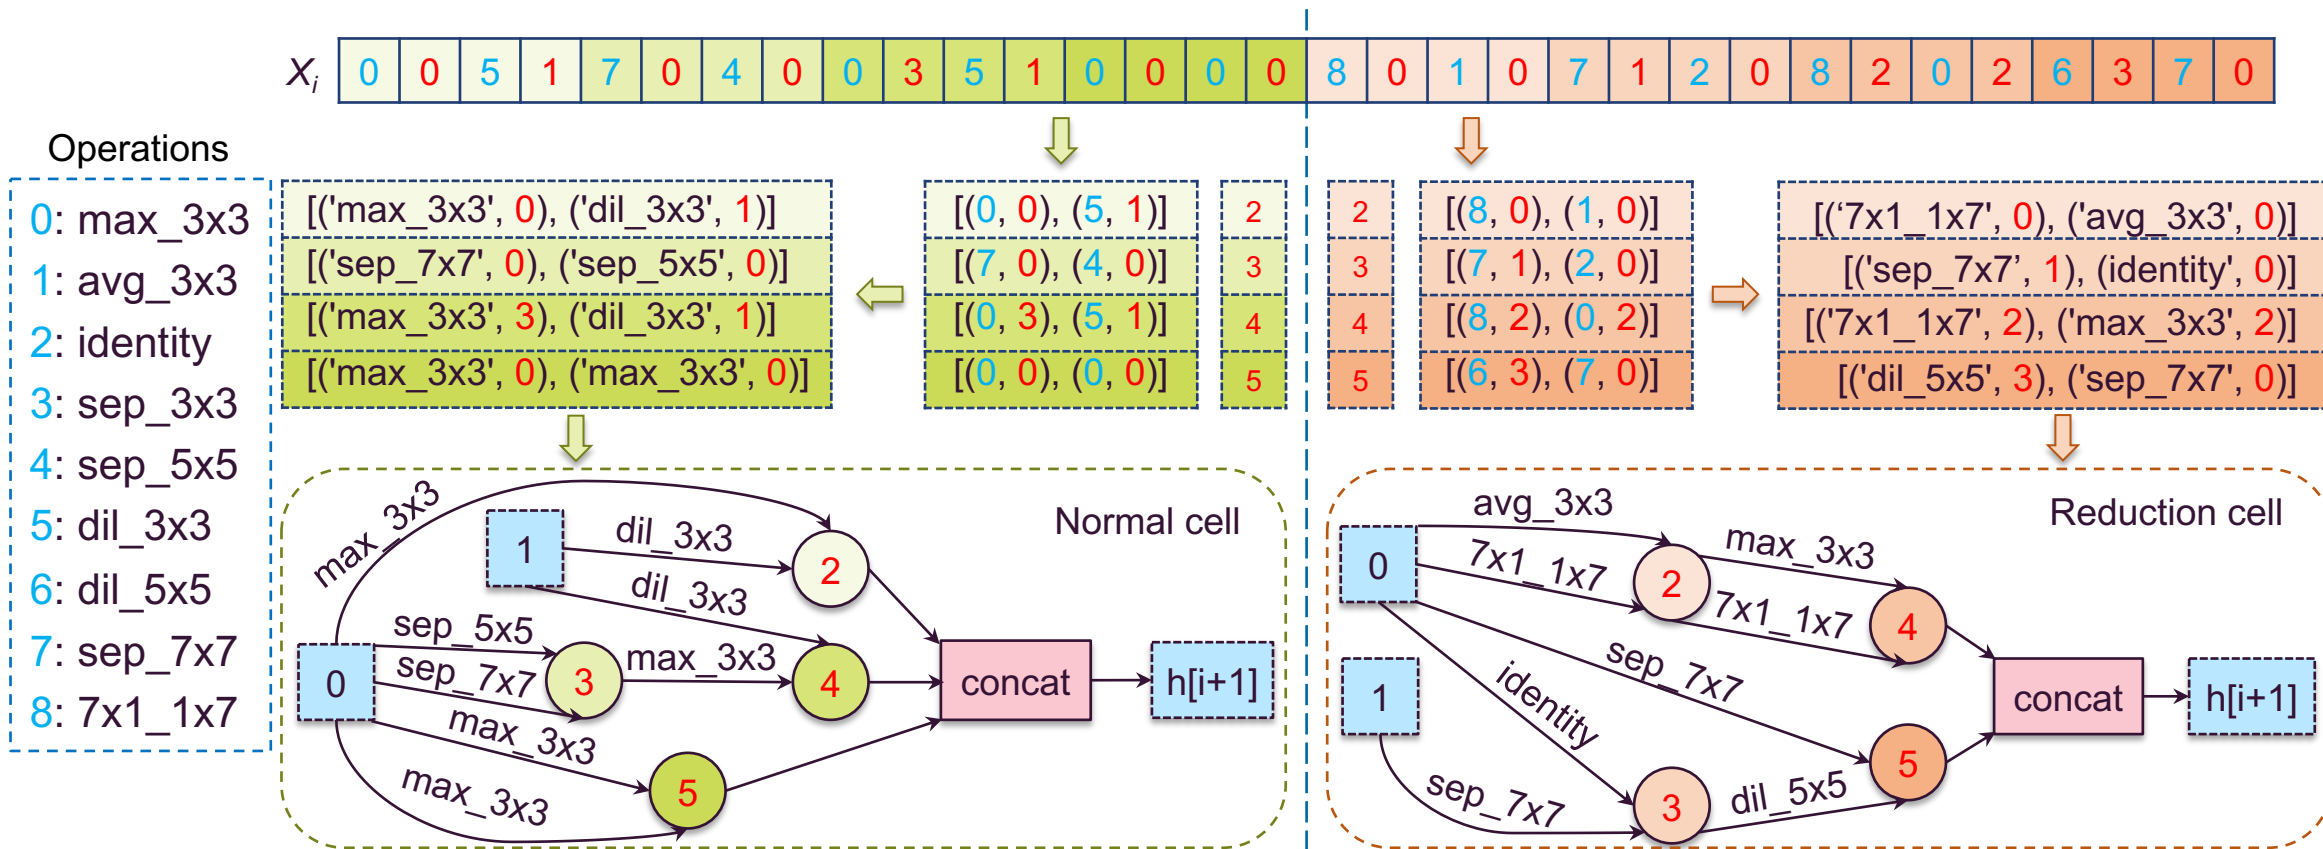 X_i 0 0 5 1 7 0 4 0 0 3 5 1 0 0 0 0 8 0 1 0 7 1 2 0 8 2 0 2 6 3 7 0
Operations
0: max_3x3
1: avg_3x3
2: identity
3: sep_3x3
4: sep_5x5
5: dil_3x3
6: dil_5x5
7: sep_7x7
8: 7x1_1x7
[('max_3x3', 0), ('dil_3x3', 1)]
[('sep_7x7', 0), ('sep_5x5', 0)]
[('max_3x3', 3), ('dil_3x3', 1)]
[('max_3x3', 0), ('max_3x3', 0)]
[(0, 0), (5, 1)]
[(7, 0), (4, 0)]
[(0, 3), (5, 1)]
[(0, 0), (0, 0)]
2
3
4
5
2
3
4
5
[(8, 0), (1, 0)]
[(7, 1), (2, 0)]
[(8, 2), (0, 2)]
[(6, 3), (7, 0)]
[(‘7x1_1x7', 0), ('avg_3x3', 0)]
[('sep_7x7’, 1), (identity', 0)]
[('7x1_1x7', 2), ('max_3x3', 2)]
[('dil_5x5', 3), ('sep_7x7', 0)]
Normal cell
max_3x3
1
dil_3x3
2
dil_3x3
sep_5x5
0
sep_7x7
3
max_3x3
4
concat
h[i+1]
max_3x3
5
max_3x3
Reduction cell
avg_3x3
max_3x3
0
7x1_1x7
2
7x1_1x7
4
sep_7x7
identity
1
concat
h[i+1]
5
sep_7x7
3
dil_5x5